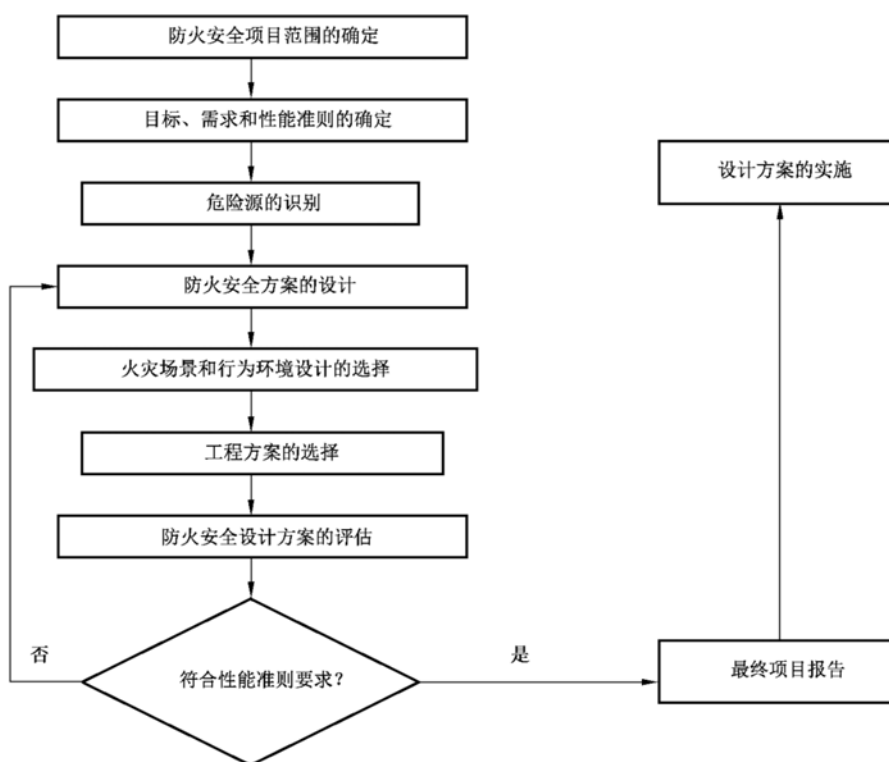 防火安全项目范围的确定
目标、需求和性能准则的确定
设计方案的实施
危险源的识别
防火安全方案的设计
火灾场景和行为环境设计的选择
工程方案的选择
防火安全设计方案的评估
否
是
符合性能准则要求?
最终项目报告